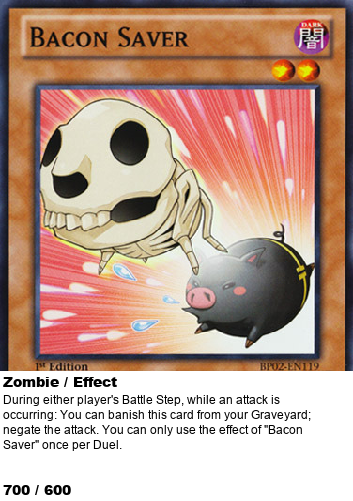 Bacon Saver
DARK
闇
1st Edition
BP02-EN119
Zombie / Effect
During either player's Battle Step, while an attack is
occurring: You can banish this card from your Graveyard;
negate the attack. You can only use the effect of "Bacon
Saver" once per Duel.
700 / 600